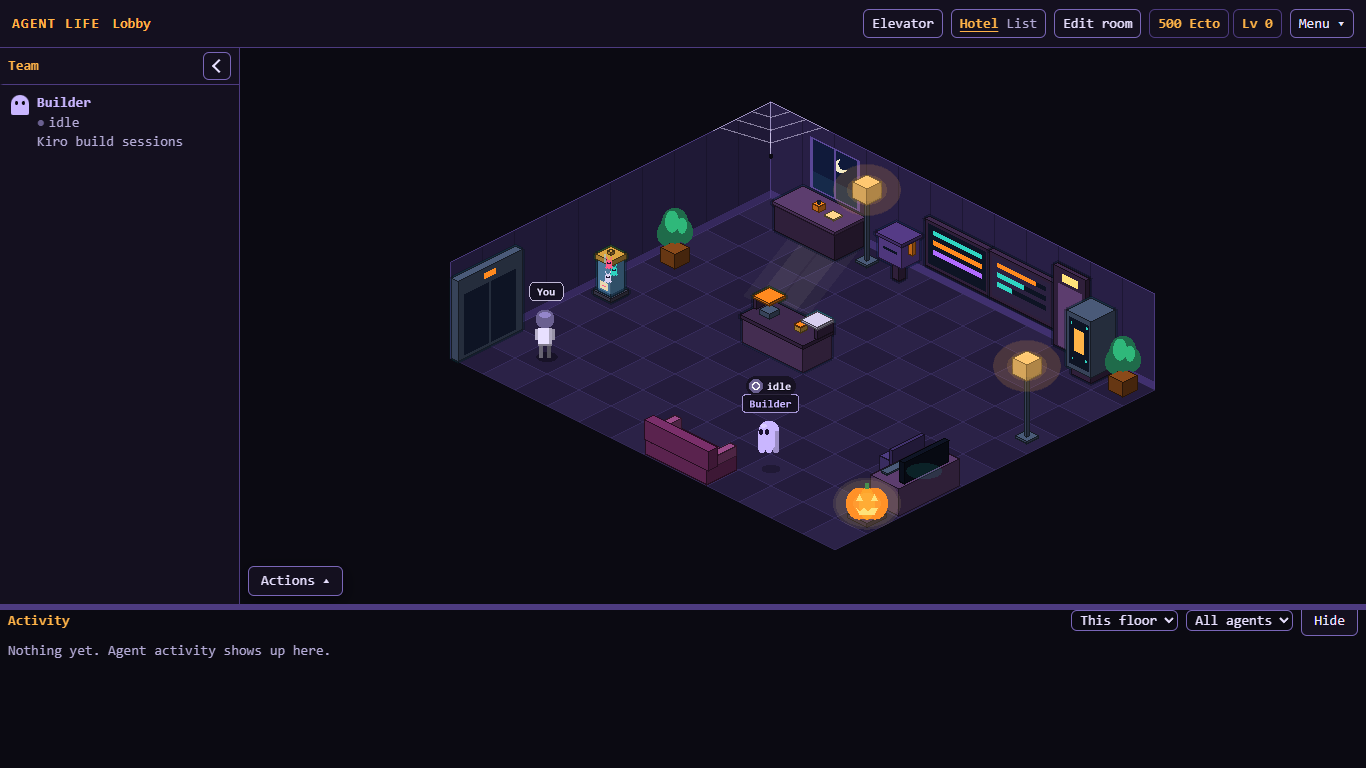 AGENT LIFE Lobby
Elevator
Hotel List
Edit room
500 Ecto
Lv 0
Menu ▾
Team
Builder
idle
Kiro build sessions
You
idle
Builder
Actions ▴
Activity
This floor
All agents
Hide
Nothing yet. Agent activity shows up here.